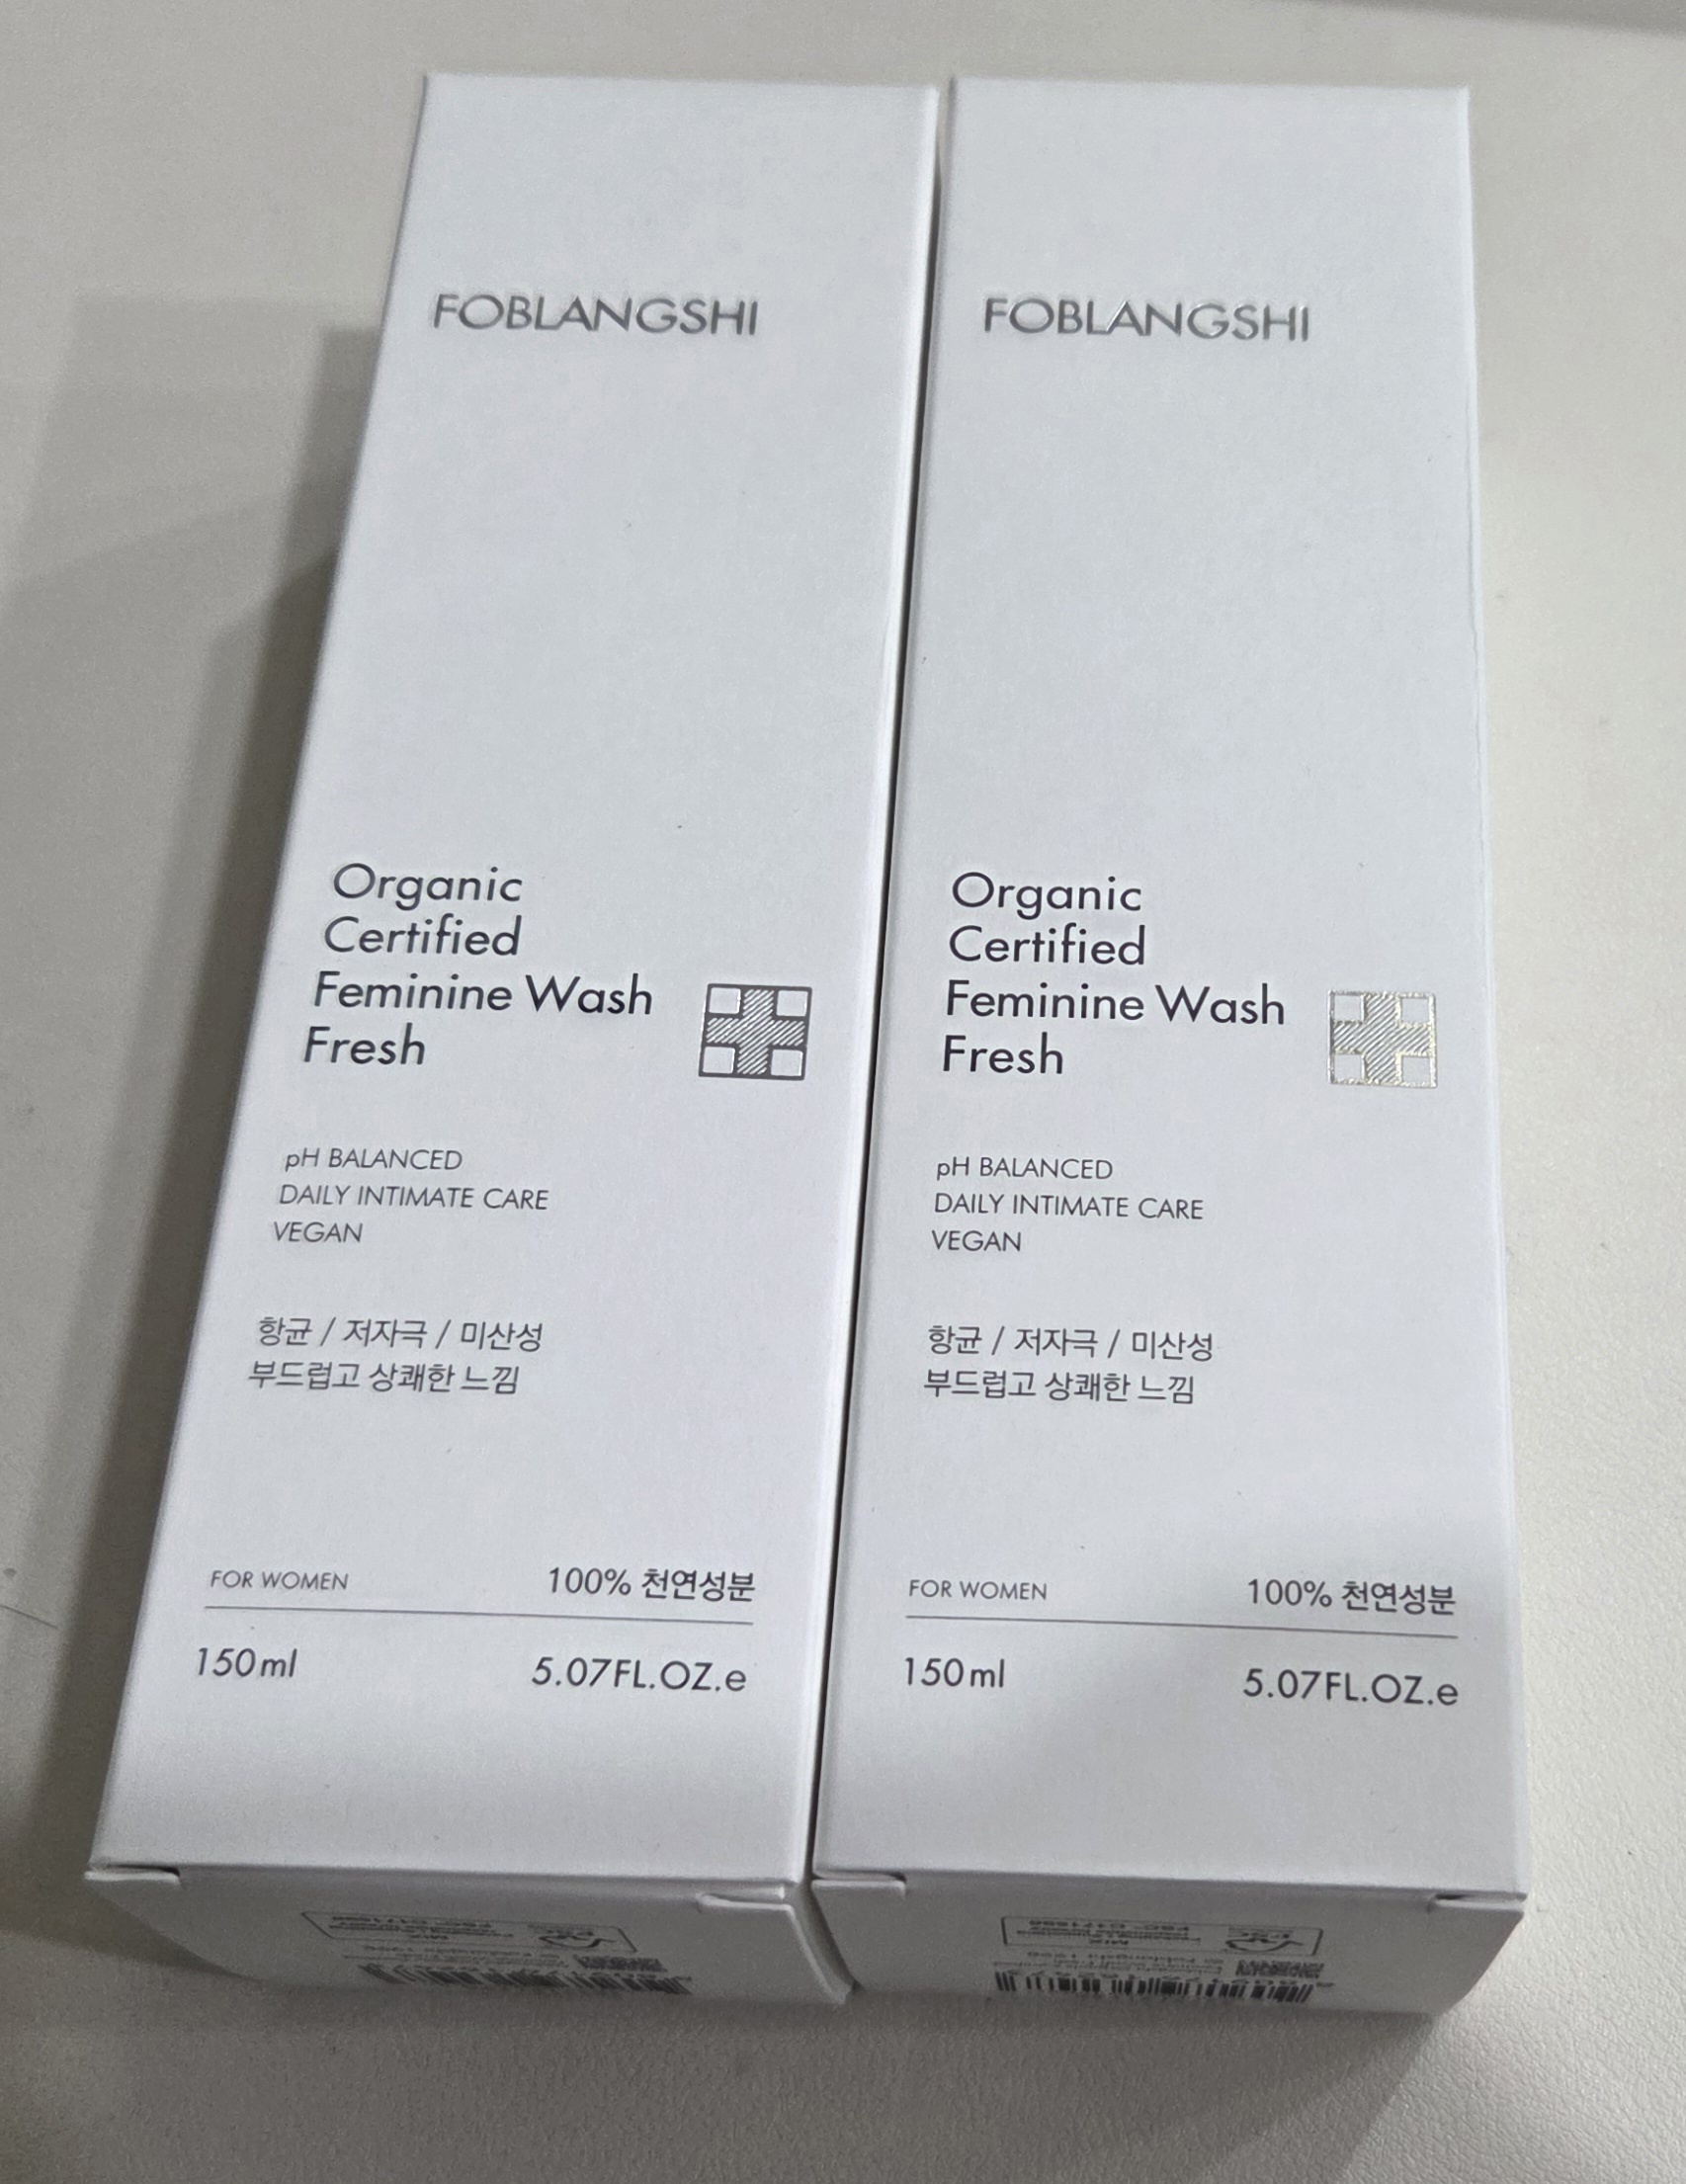 FOBLANGSHI
Organic
Certified
Feminine Wash
Fresh
pH BALANCED
DAILY INTIMATE CARE
VEGAN
항균 / 저자극 / 미산성
부드럽고 상쾌한 느낌
FOR WOMEN 100% 천연성분
150ml 5.07FL.OZ.e
FOBLANGSHI
Organic
Certified
Feminine Wash
Fresh
pH BALANCED
DAILY INTIMATE CARE
VEGAN
항균 / 저자극 / 미산성
부드럽고 상쾌한 느낌
FOR WOMEN 100% 천연성분
150ml 5.07FL.OZ.e
MIX